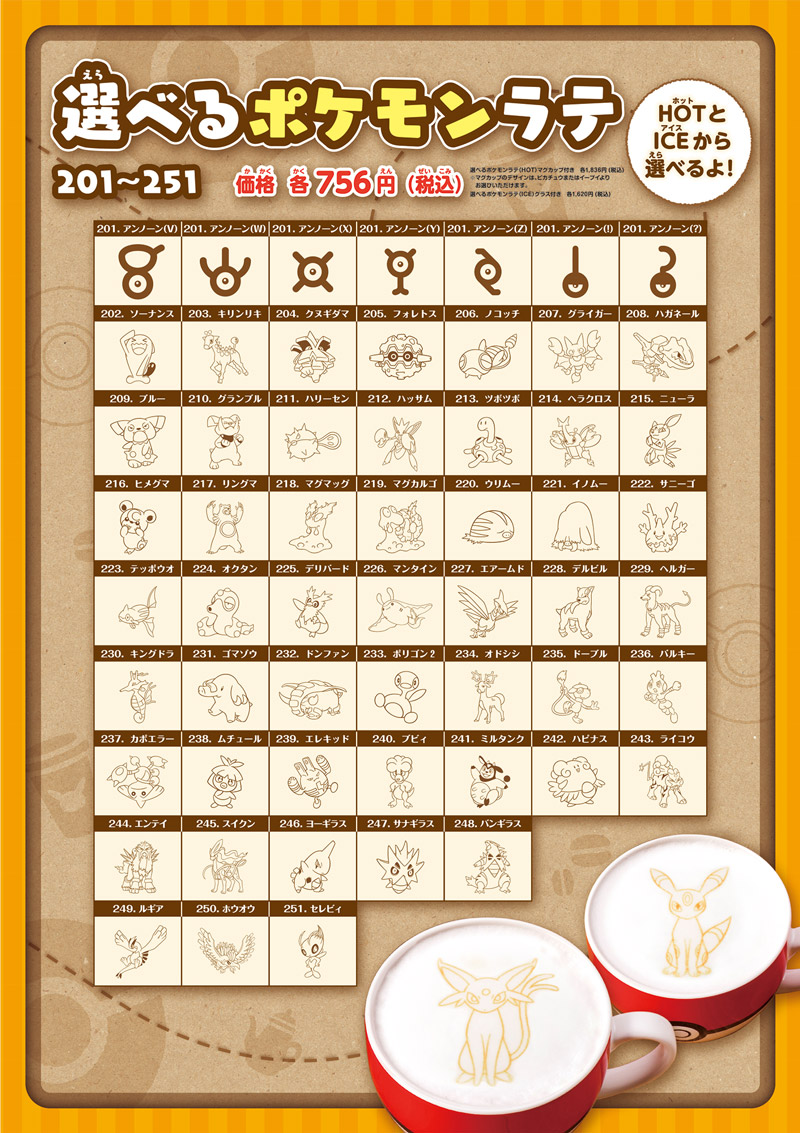 えら
選べるポケモンラテ
ホット
HOTと
アイス
ICEから
えら
選べるよ!
201～251
か かく かく えん ぜい こみ
価格 各756円(税込)
選べるポケモンラテ(HOT)マグカップ付き 各1,836円(税込)
※マグカップのデザインは、ピカチュウまたはイーブイより
お選びいただけます。
選べるポケモンラテ(ICE)グラス付き 各1,620円(税込)
201. アンノーン(V) 201. アンノーン(W) 201. アンノーン(X) 201. アンノーン(Y) 201. アンノーン(Z) 201. アンノーン(!) 201. アンノーン(?)
202. ソーナンス 203. キリンリキ 204. クヌギダマ 205. フォレトス 206. ノコッチ 207. グライガー 208. ハガネール
209. ブルー 210. グランブル 211. ハリーセン 212. ハッサム 213. ツボツボ 214. ヘラクロス 215. ニューラ
216. ヒメグマ 217. リングマ 218. マグマッグ 219. マグカルゴ 220. ウリムー 221. イノムー 222. サニーゴ
223. テッポウオ 224. オクタン 225. デリバード 226. マンタイン 227. エアームド 228. デルビル 229. ヘルガー
230. キングドラ 231. ゴマゾウ 232. ドンファン 233. ポリゴン2 234. オドシシ 235. ドーブル 236. バルキー
237. カポエラー 238. ムチュール 239. エレキッド 240. ブビィ 241. ミルタンク 242. ハピナス 243. ライコウ
244. エンテイ 245. スイクン 246. ヨーギラス 247. サナギラス 248. バンギラス
249. ルギア 250. ホウオウ 251. セレビィ